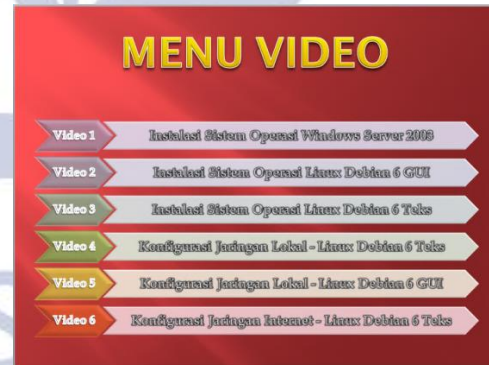 MENU VIDEO
Video 1 Instalasi Sistem Operasi Windows Server 2003
Video 2 Instalasi Sistem Operasi Linux Debian 6 GUI
Video 3 Instalasi Sistem Operasi Linux Debian 6 Teks
Video 4 Konfigurasi Jaringan Lokal - Linux Debian 6 Teks
Video 5 Konfigurasi Jaringan Lokal - Linux Debian 6 GUI
Video 6 Konfigurasi Jaringan Internet - Linux Debian 6 Teks